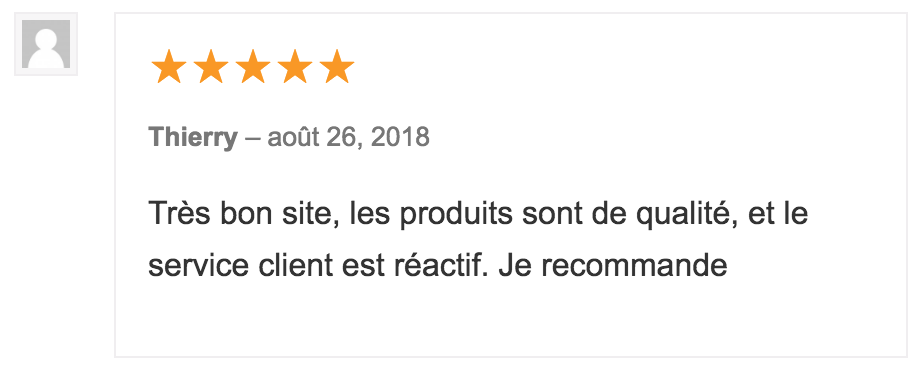 Thierry – août 26, 2018
Très bon site, les produits sont de qualité, et le
service client est réactif. Je recommande